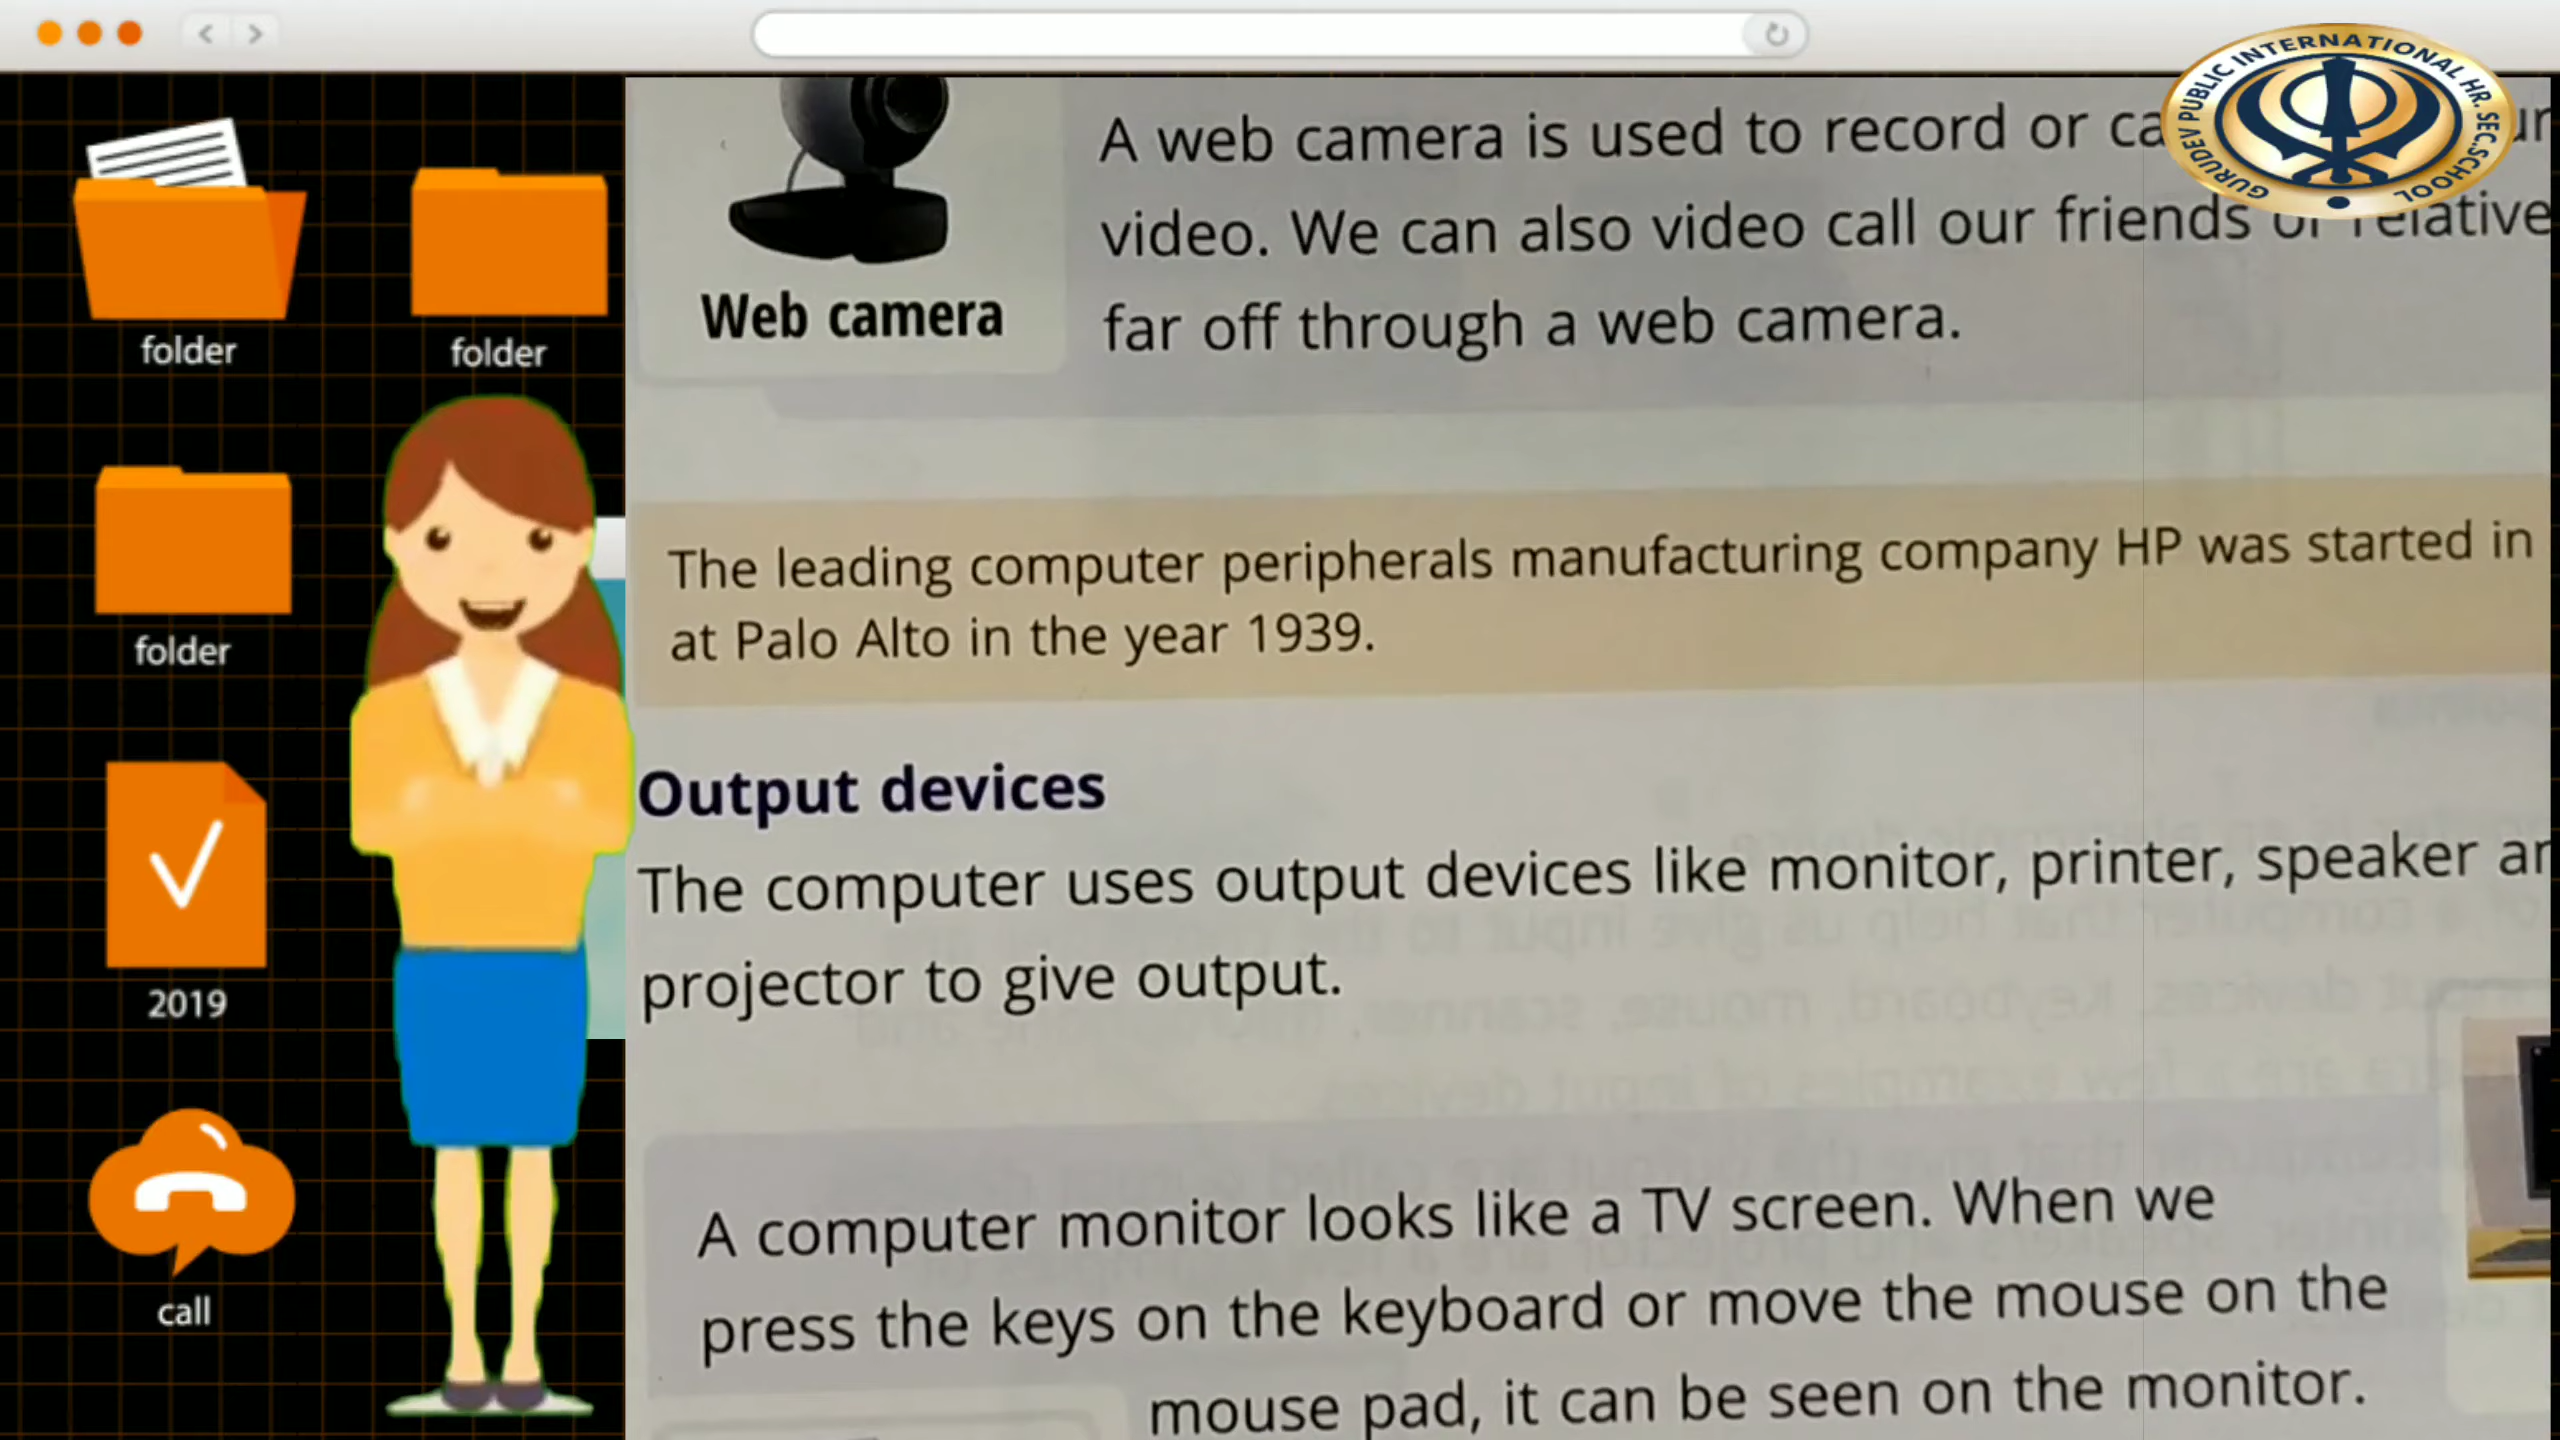 GURUDEV PUBLIC INTERNATIONAL HR. SEC. SCHOOL
folder
folder
folder
2019
call
Web camera
A web camera is used to record or
video. We can also video call our friends or relative
far off through a web camera.
The leading computer peripherals manufacturing company HP was started in
at Palo Alto in the year 1939.
Output devices
The computer uses output devices like monitor, printer, speaker
projector to give output.
A computer monitor looks like a TV screen. When we
press the keys on the keyboard or move the mouse on the
mouse pad, it can be seen on the monitor.